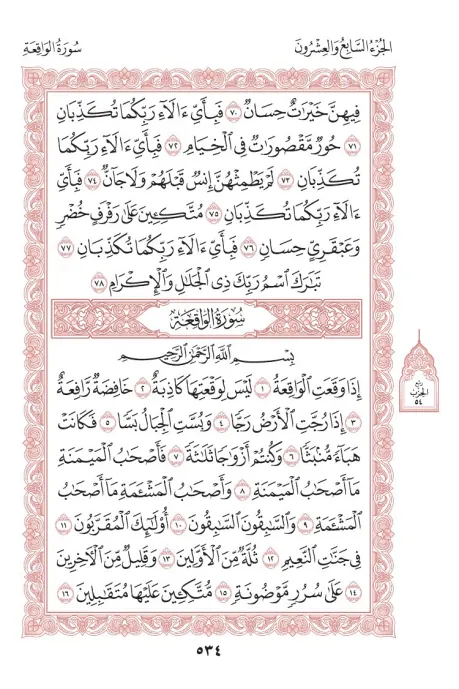 سُورَةُ الوَاقِعَةِ
الجُزْءُ السَّابِعُ وَالعِشْرُونَ
فِيهِنَّ خَيْرَٰتٌ حِسَانٌ ٧٠ فَبِأَيِّ ءَالَآءِ رَبِّكُمَا تُكَذِّبَانِ
٧١ حُورٌ مَّقْصُورَٰتٌ فِي ٱلْخِيَامِ ٧٢ فَبِأَيِّ ءَالَآءِ رَبِّكُمَا
تُكَذِّبَانِ ٧٣ لَمْ يَطْمِثْهُنَّ إِنسٌ قَبْلَهُمْ وَلَا جَآنٌّ ٧٤ فَبِأَيِّ
ءَالَآءِ رَبِّكُمَا تُكَذِّبَانِ ٧٥ مُتَّكِـِٔينَ عَلَىٰ رَفْرَفٍ خُضْرٍ
وَعَبْقَرِيٍّ حِسَانٍ ٧٦ فَبِأَيِّ ءَالَآءِ رَبِّكُمَا تُكَذِّبَانِ ٧٧
تَبَٰرَكَ ٱسْمُ رَبِّكَ ذِي ٱلْجَلَٰلِ وَٱلْإِكْرَامِ ٧٨
سُورَةُ الوَاقِعَةِ
بِسْمِ ٱللَّهِ ٱلرَّحْمَٰنِ ٱلرَّحِيمِ
إِذَا وَقَعَتِ ٱلْوَاقِعَةُ ١ لَيْسَ لِوَقْعَتِهَا كَاذِبَةٌ ٢ خَافِضَةٌ رَّافِعَةٌ
٣ إِذَا رُجَّتِ ٱلْأَرْضُ رَجًّا ٤ وَبُسَّتِ ٱلْجِبَالُ بَسًّا ٥ فَكَانَتْ
هَبَآءً مُّنۢبَثًّا ٦ وَكُنتُمْ أَزْوَٰجًا ثَلَٰثَةً ٧ فَأَصْحَٰبُ ٱلْمَيْمَنَةِ
مَآ أَصْحَٰبُ ٱلْمَيْمَنَةِ ٨ وَأَصْحَٰبُ ٱلْمَشْـَٔمَةِ مَآ أَصْحَٰبُ
ٱلْمَشْـَٔمَةِ ٩ وَٱلسَّٰبِقُونَ ٱلسَّٰبِقُونَ ١٠ أُو۟لَٰٓئِكَ ٱلْمُقَرَّبُونَ ١١
فِي جَنَّٰتِ ٱلنَّعِيمِ ١٢ ثُلَّةٌ مِّنَ ٱلْأَوَّلِينَ ١٣ وَقَلِيلٌ مِّنَ ٱلْـَٔاخِرِينَ
١٤ عَلَىٰ سُرُرٍ مَّوْضُونَةٍ ١٥ مُّتَّكِـِٔينَ عَلَيْهَا مُتَقَٰبِلِينَ ١٦
ربع
الحزب
٥٤
٥٣٤